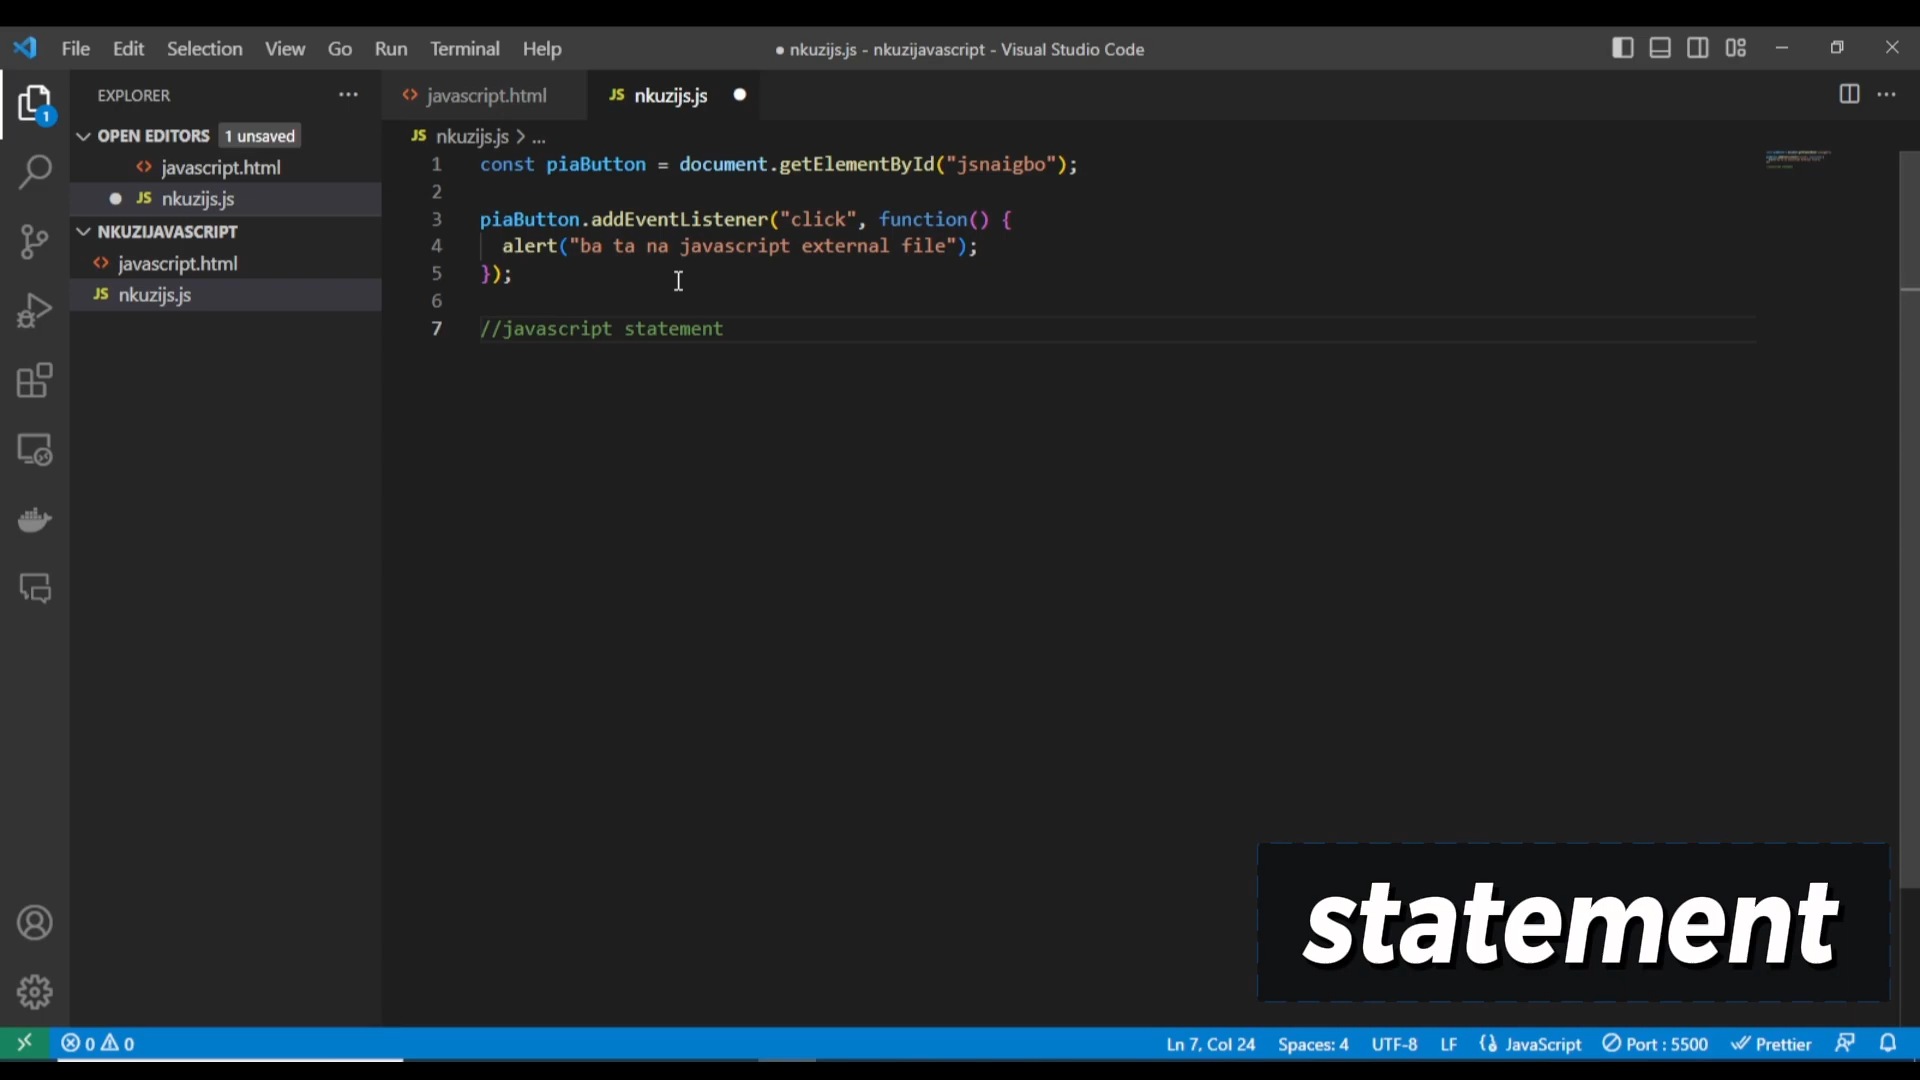 File Edit Selection View Go Run Terminal Help
● nkuzijs.js - nkuzijavascript - Visual Studio Code
EXPLORER
OPEN EDITORS 1 unsaved
<> javascript.html
JS nkuzijs.js
NKUZIJAVASCRIPT
<> javascript.html
JS nkuzijs.js
1
<> javascript.html
JS nkuzijs.js
JS nkuzijs.js > ...
1 const piaButton = document.getElementById("jsnaigbo");
2
3 piaButton.addEventListener("click", function() {
4 alert("ba ta na javascript external file");
5 });
6
7 //javascript statement
statement
0 0
Ln 7, Col 24 Spaces: 4 UTF-8 LF JavaScript Port : 5500 Prettier